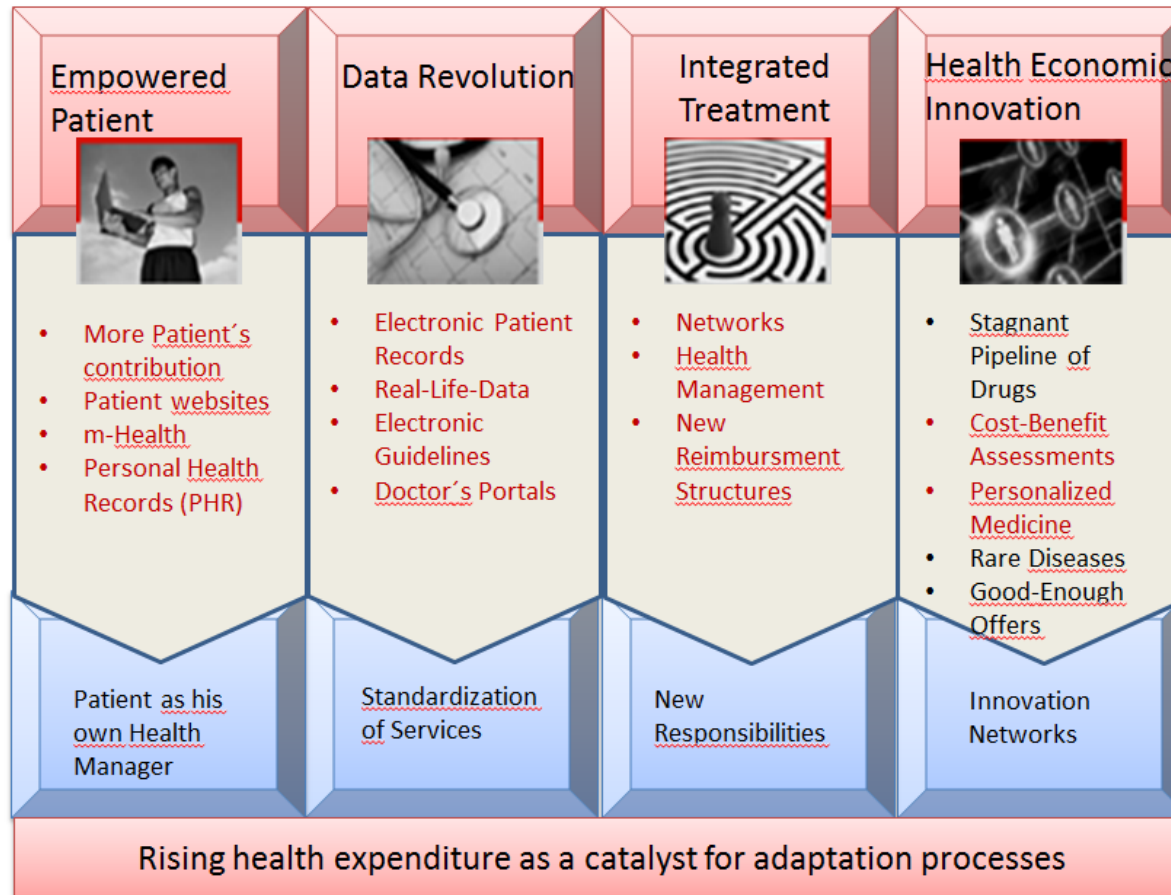 Empowered
Patient
Data Revolution
Integrated
Treatment
Health Economic
Innovation
• More Patient´s
contribution
• Patient websites
• m-Health
• Personal Health
Records (PHR)
• Electronic Patient
Records
• Real-Life-Data
• Electronic
Guidelines
• Doctor´s Portals
• Networks
• Health
Management
• New
Reimbursment
Structures
• Stagnant
Pipeline of
Drugs
• Cost-Benefit
Assessments
• Personalized
Medicine
• Rare Diseases
• Good-Enough
Offers
Patient as his
own Health
Manager
Standardization
of Services
New
Responsibilities
Innovation
Networks
Rising health expenditure as a catalyst for adaptation processes